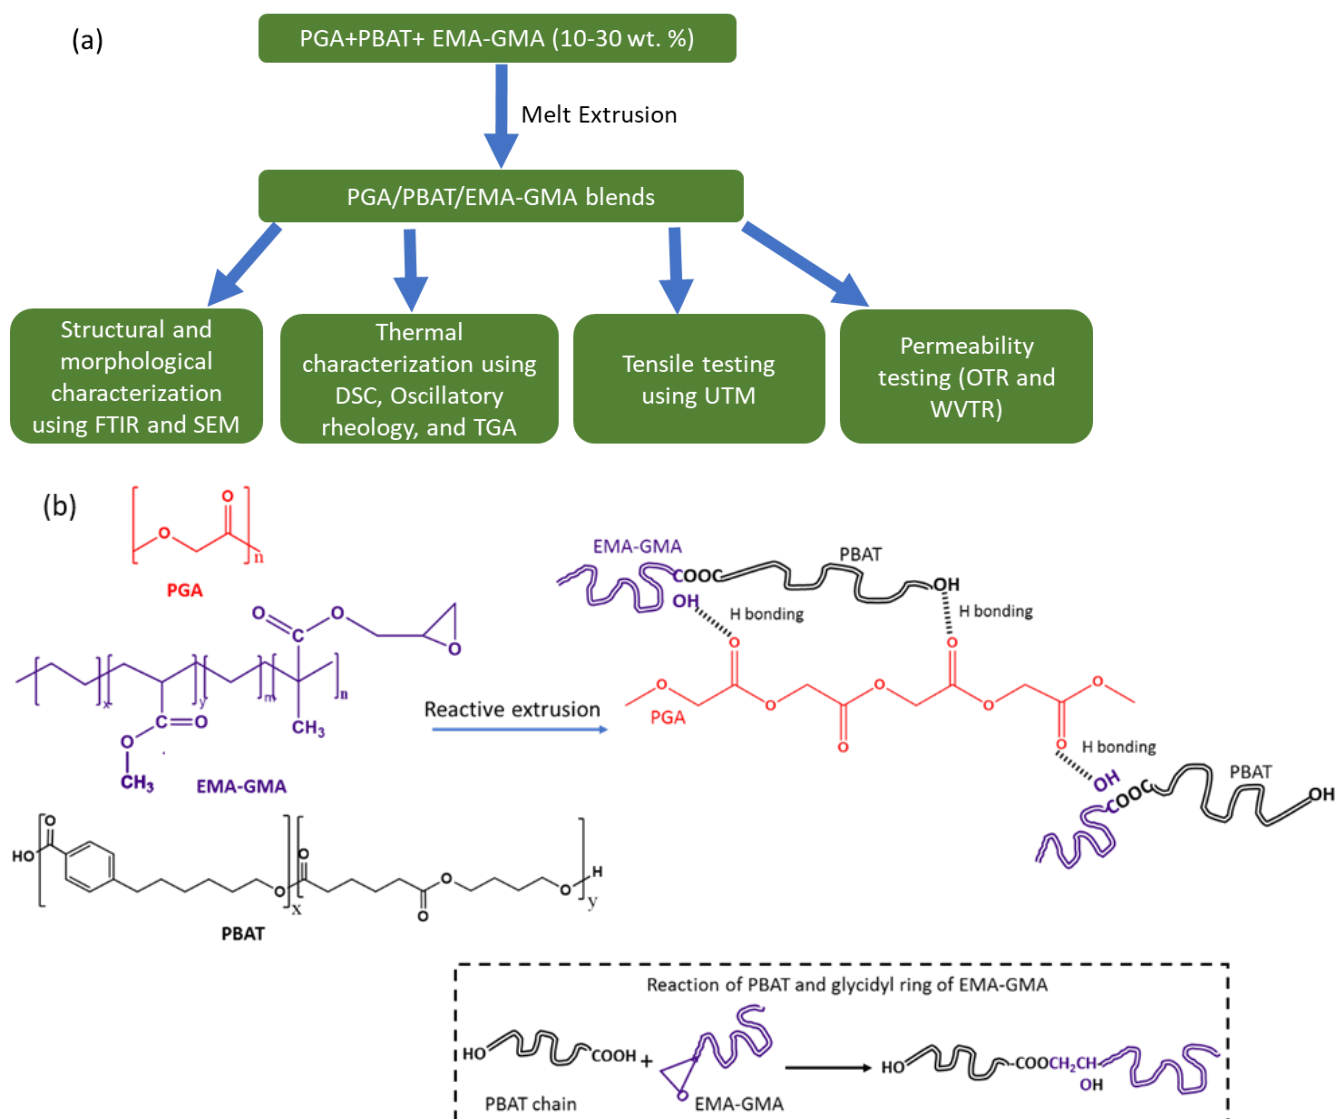 (a)
PGA+PBAT+ EMA-GMA (10-30 wt. %)
Melt Extrusion
PGA/PBAT/EMA-GMA blends
Structural and
morphological
characterization
using FTIR and SEM
Thermal
characterization using
DSC, Oscillatory
rheology, and TGA
Tensile testing
using UTM
Permeability
testing (OTR and
WVTR)
(b)
O
O
n
PGA
O
O
C
O
x
y
m
n
C=O
O
CH₃
CH₃
EMA-GMA
HO
O
O
x
O
O
O
O
H
y
PBAT
Reactive extrusion
EMA-GMA
COOC
PBAT
OH
OH
H bonding
H bonding
O
O
O
O
O
O
O
O
O
PGA
H bonding
OH
COOC
PBAT
OH
Reaction of PBAT and glycidyl ring of EMA-GMA
HO
COOH
+
O
HO
COOCH₂CH
OH
PBAT chain
EMA-GMA